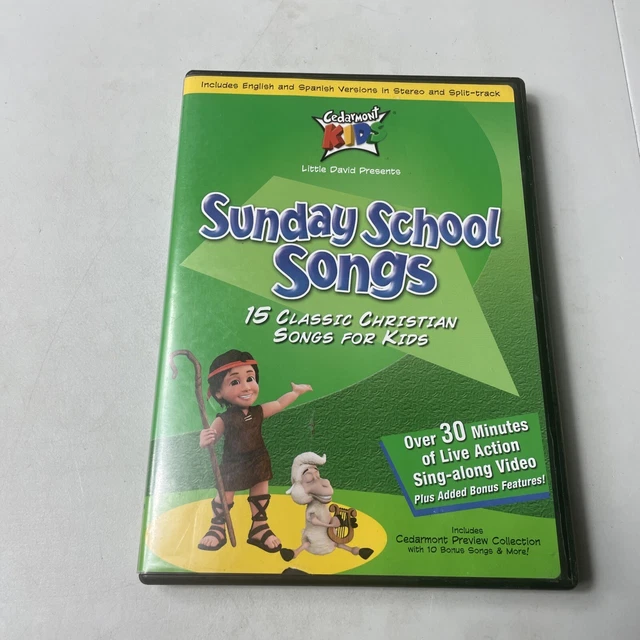 Includes English and Spanish Versions in Stereo and Split-track
Cedarmont
KIDS
Little David Presents
Sunday School
Songs
15 Classic Christian
Songs for Kids
Over 30 Minutes
of Live Action
Sing-along Video
Plus Added Bonus Features!
Includes
Cedarmont Preview Collection
with 10 Bonus Songs & More!